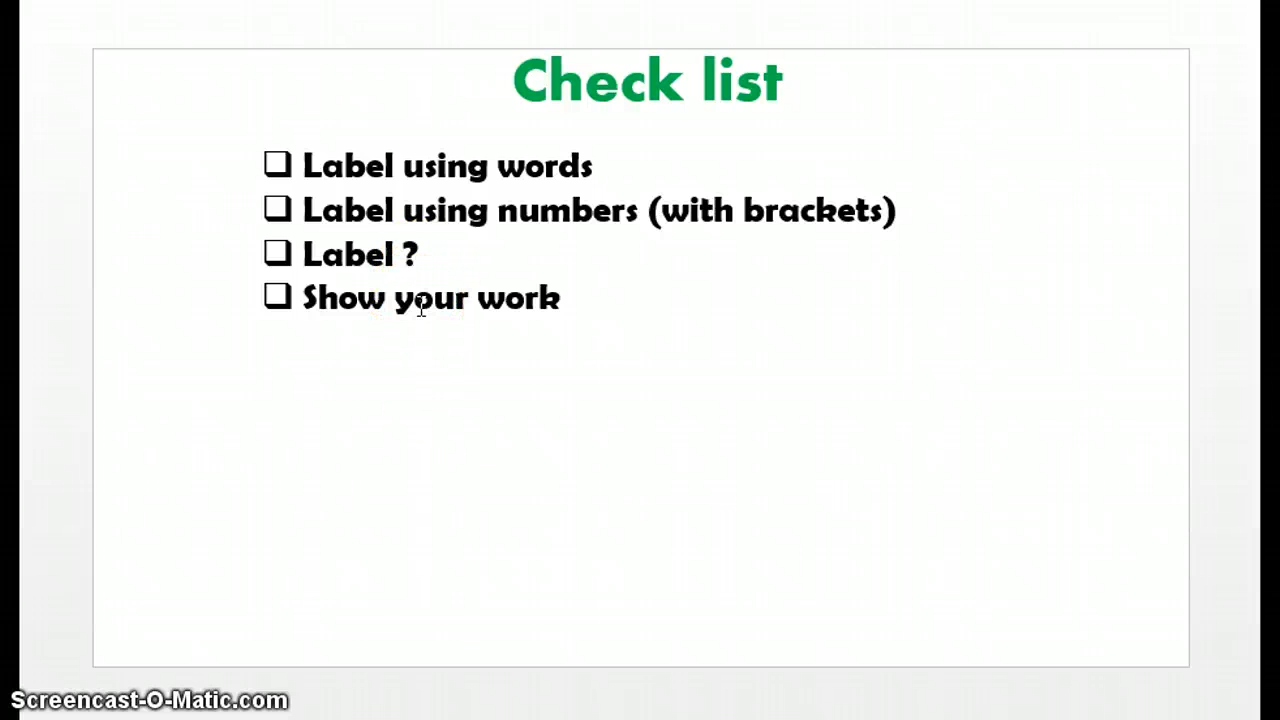 Check list
❑ Label using words
❑ Label using numbers (with brackets)
❑ Label ?
❑ Show your work
Screencast-O-Matic.com